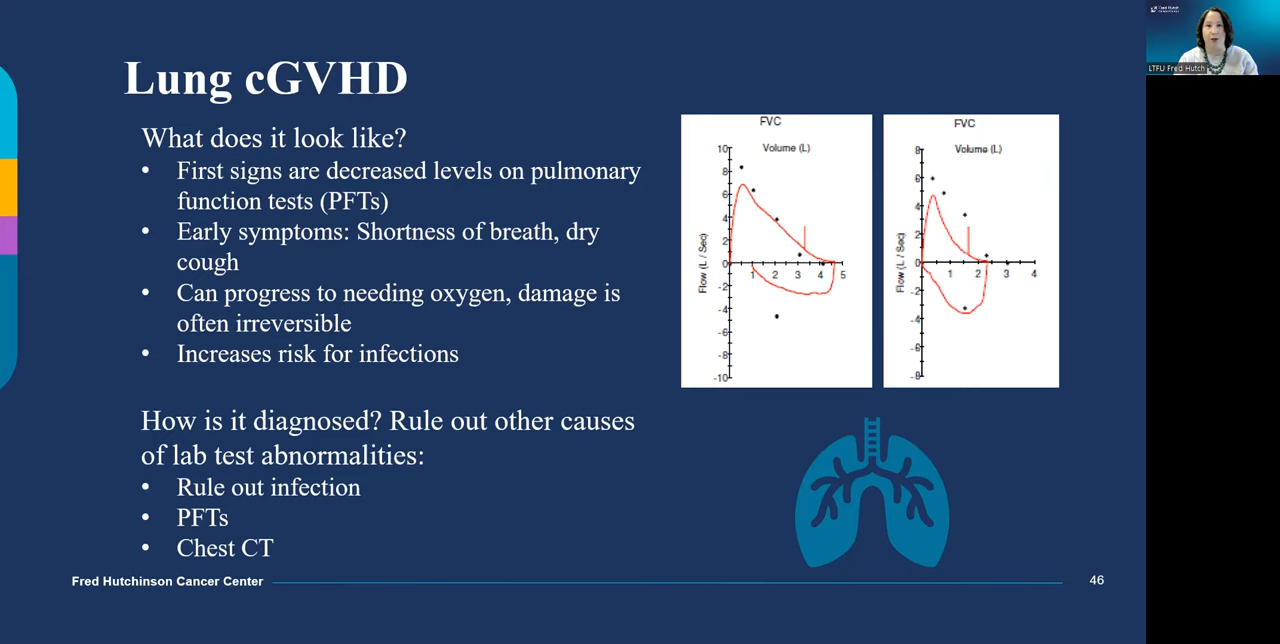 Lung cGVHD
What does it look like?
• First signs are decreased levels on pulmonary
function tests (PFTs)
• Early symptoms: Shortness of breath, dry
cough
• Can progress to needing oxygen, damage is
often irreversible
• Increases risk for infections
How is it diagnosed? Rule out other causes
of lab test abnormalities:
• Rule out infection
• PFTs
• Chest CT
FVC
Volume (L)
Flow (L / Sec)
10
8
6
4
2
0
-2
-4
-6
-8
-10
1 2 3 4 5
FVC
Volume (L)
Flow (L / Sec)
8
6
4
2
0
-2
-4
-6
-8
1 2 3 4
Fred Hutchinson Cancer Center
46
Fred Hutch
LTFU Fred Hutch